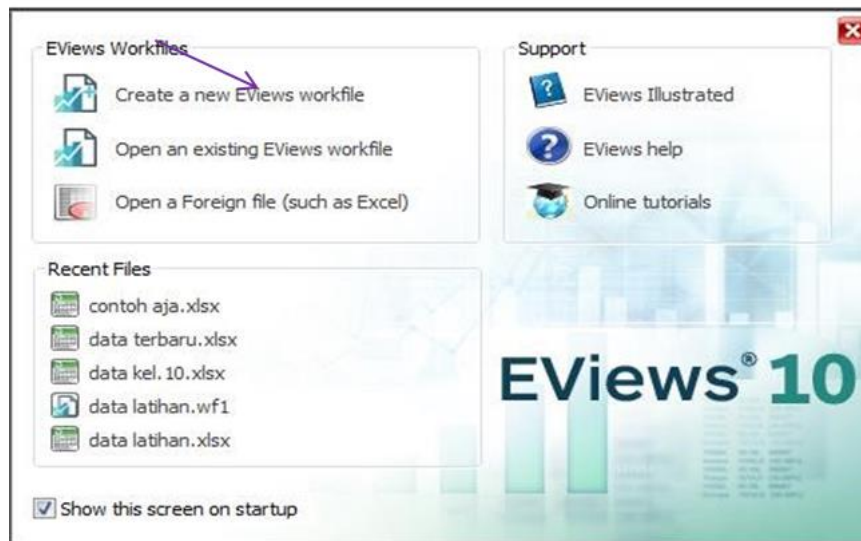 EViews Workfiles
Create a new EViews workfile
Open an existing EViews workfile
Open a Foreign file (such as Excel)
Support
EViews Illustrated
EViews help
Online tutorials
Recent Files
contoh aja.xlsx
data terbaru.xlsx
data kel.10.xlsx
data latihan.wf1
data latihan.xlsx
EViews® 10
Show this screen on startup